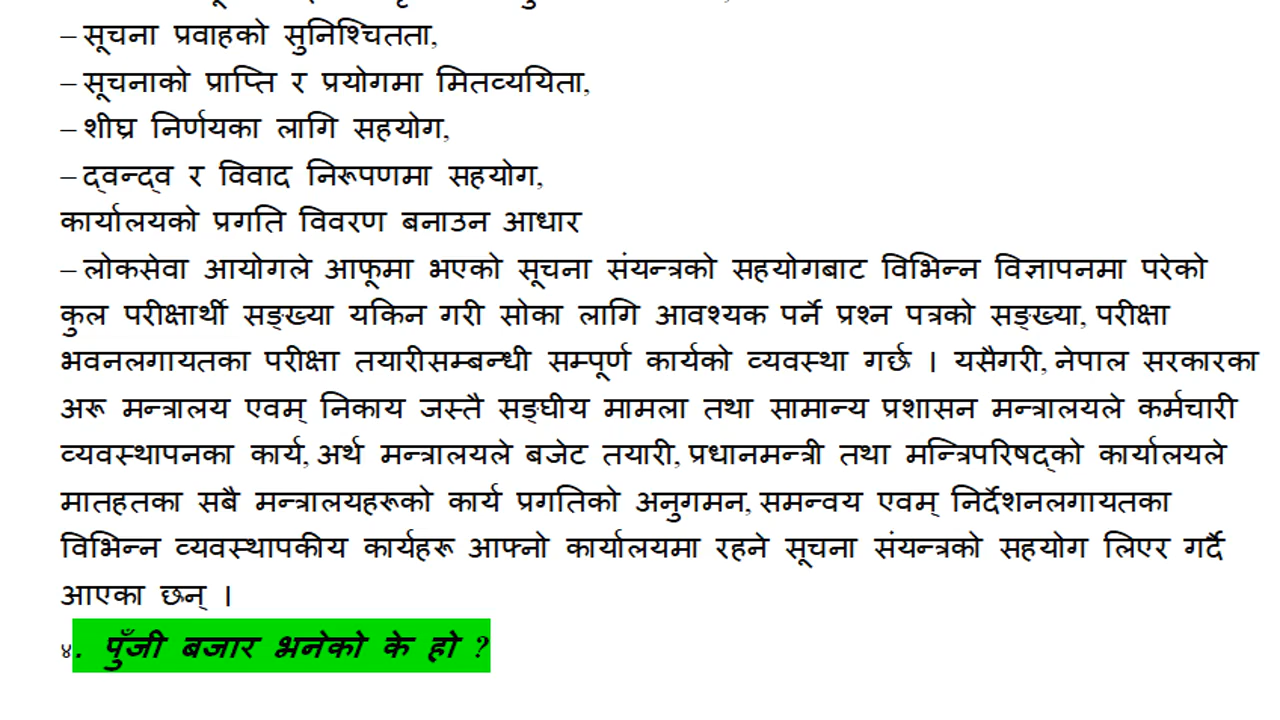 – सूचना प्रवाहको सुनिश्चितता,
– सूचनाको प्राप्ति र प्रयोगमा मितव्ययिता,
– शीघ्र निर्णयका लागि सहयोग,
– द्वन्द्व र विवाद निरूपणमा सहयोग,
कार्यालयको प्रगति विवरण बनाउन आधार
– लोकसेवा आयोगले आफूमा भएको सूचना संयन्त्रको सहयोगबाट विभिन्न विज्ञापनमा परेको
कुल परीक्षार्थी सङ्ख्या यकिन गरी सोका लागि आवश्यक पर्ने प्रश्न पत्रको सङ्ख्या, परीक्षा
भवनलगायतका परीक्षा तयारीसम्बन्धी सम्पूर्ण कार्यको व्यवस्था गर्छ । यसैगरी, नेपाल सरकारका
अरू मन्त्रालय एवम् निकाय जस्तै सङ्घीय मामला तथा सामान्य प्रशासन मन्त्रालयले कर्मचारी
व्यवस्थापनका कार्य, अर्थ मन्त्रालयले बजेट तयारी, प्रधानमन्त्री तथा मन्त्रिपरिषद्को कार्यालयले
मातहतका सबै मन्त्रालयहरूको कार्य प्रगतिको अनुगमन, समन्वय एवम् निर्देशनलगायतका
विभिन्न व्यवस्थापकीय कार्यहरू आफ्नो कार्यालयमा रहने सूचना संयन्त्रको सहयोग लिएर गर्दै
आएका छन् ।
४. पुँजी बजार भनेको के हो ?